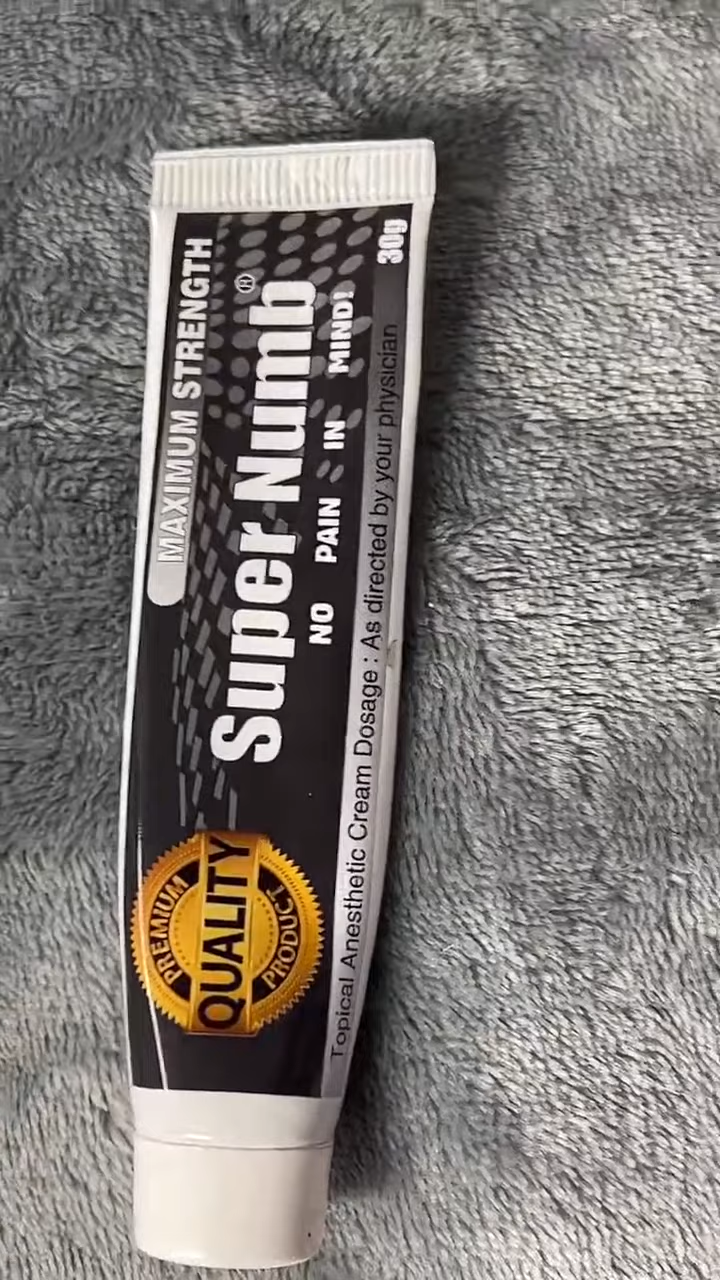 MAXIMUM STRENGTH
Super Numb®
NO PAIN IN MIND!
Topical Anesthetic Cream Dosage : As directed by your physician
30g
PREMIUM
QUALITY
PRODUCT